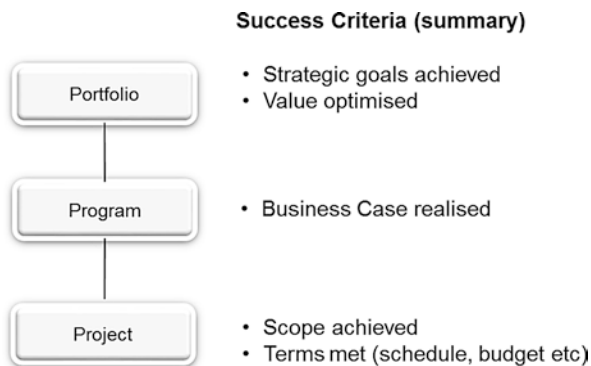 Success Criteria (summary)
Portfolio
• Strategic goals achieved
• Value optimised
Program
• Business Case realised
Project
• Scope achieved
• Terms met (schedule, budget etc)